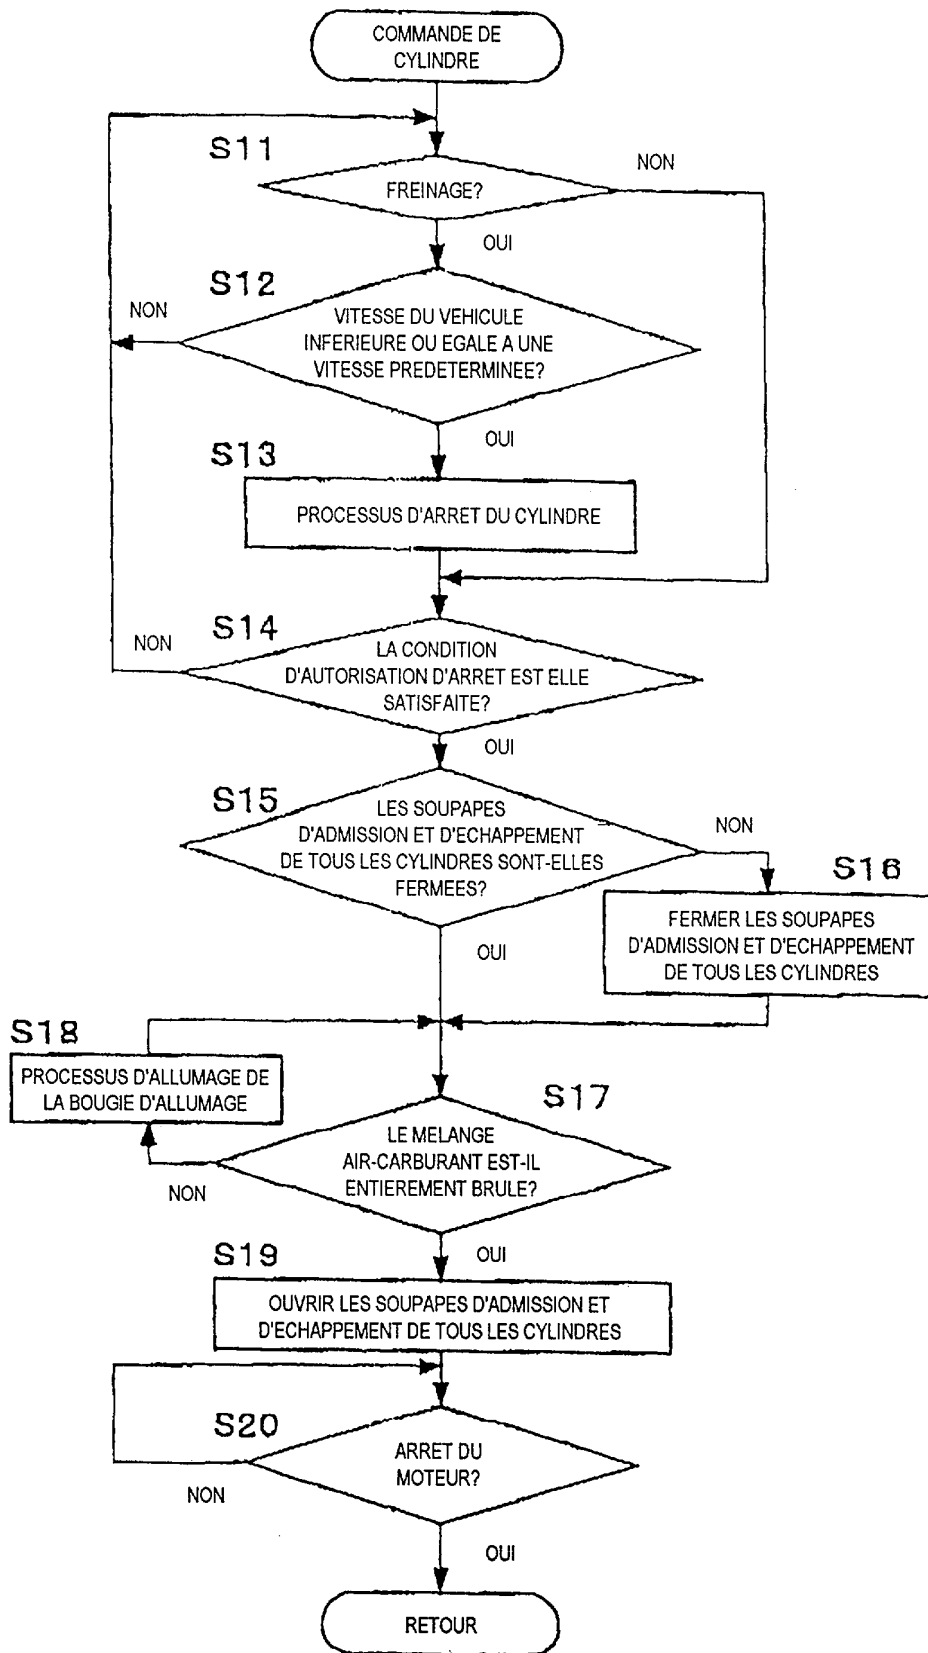 COMMANDE DE
CYLINDRE
S11
NON
FREINAGE?
OUI
S12
NON
VITESSE DU VEHICULE
INFERIEURE OU EGALE A UNE
VITESSE PREDETERMINEE?
OUI
S13
PROCESSUS D'ARRET DU CYLINDRE
S14
NON
LA CONDITION
D'AUTORISATION D'ARRET EST ELLE
SATISFAITE?
OUI
S15
LES SOUPAPES
D'ADMISSION ET D'ECHAPPEMENT
DE TOUS LES CYLINDRES SONT-ELLES
FERMEES?
NON
S16
FERMER LES SOUPAPES
D'ADMISSION ET D'ECHAPPEMENT
DE TOUS LES CYLINDRES
OUI
S18
PROCESSUS D'ALLUMAGE DE
LA BOUGIE D'ALLUMAGE
S17
LE MELANGE
AIR-CARBURANT EST-IL
ENTIEREMENT BRULE?
NON
OUI
S19
OUVRIR LES SOUPAPES D'ADMISSION ET
D'ECHAPPEMENT DE TOUS LES CYLINDRES
S20
ARRET DU
MOTEUR?
NON
OUI
RETOUR